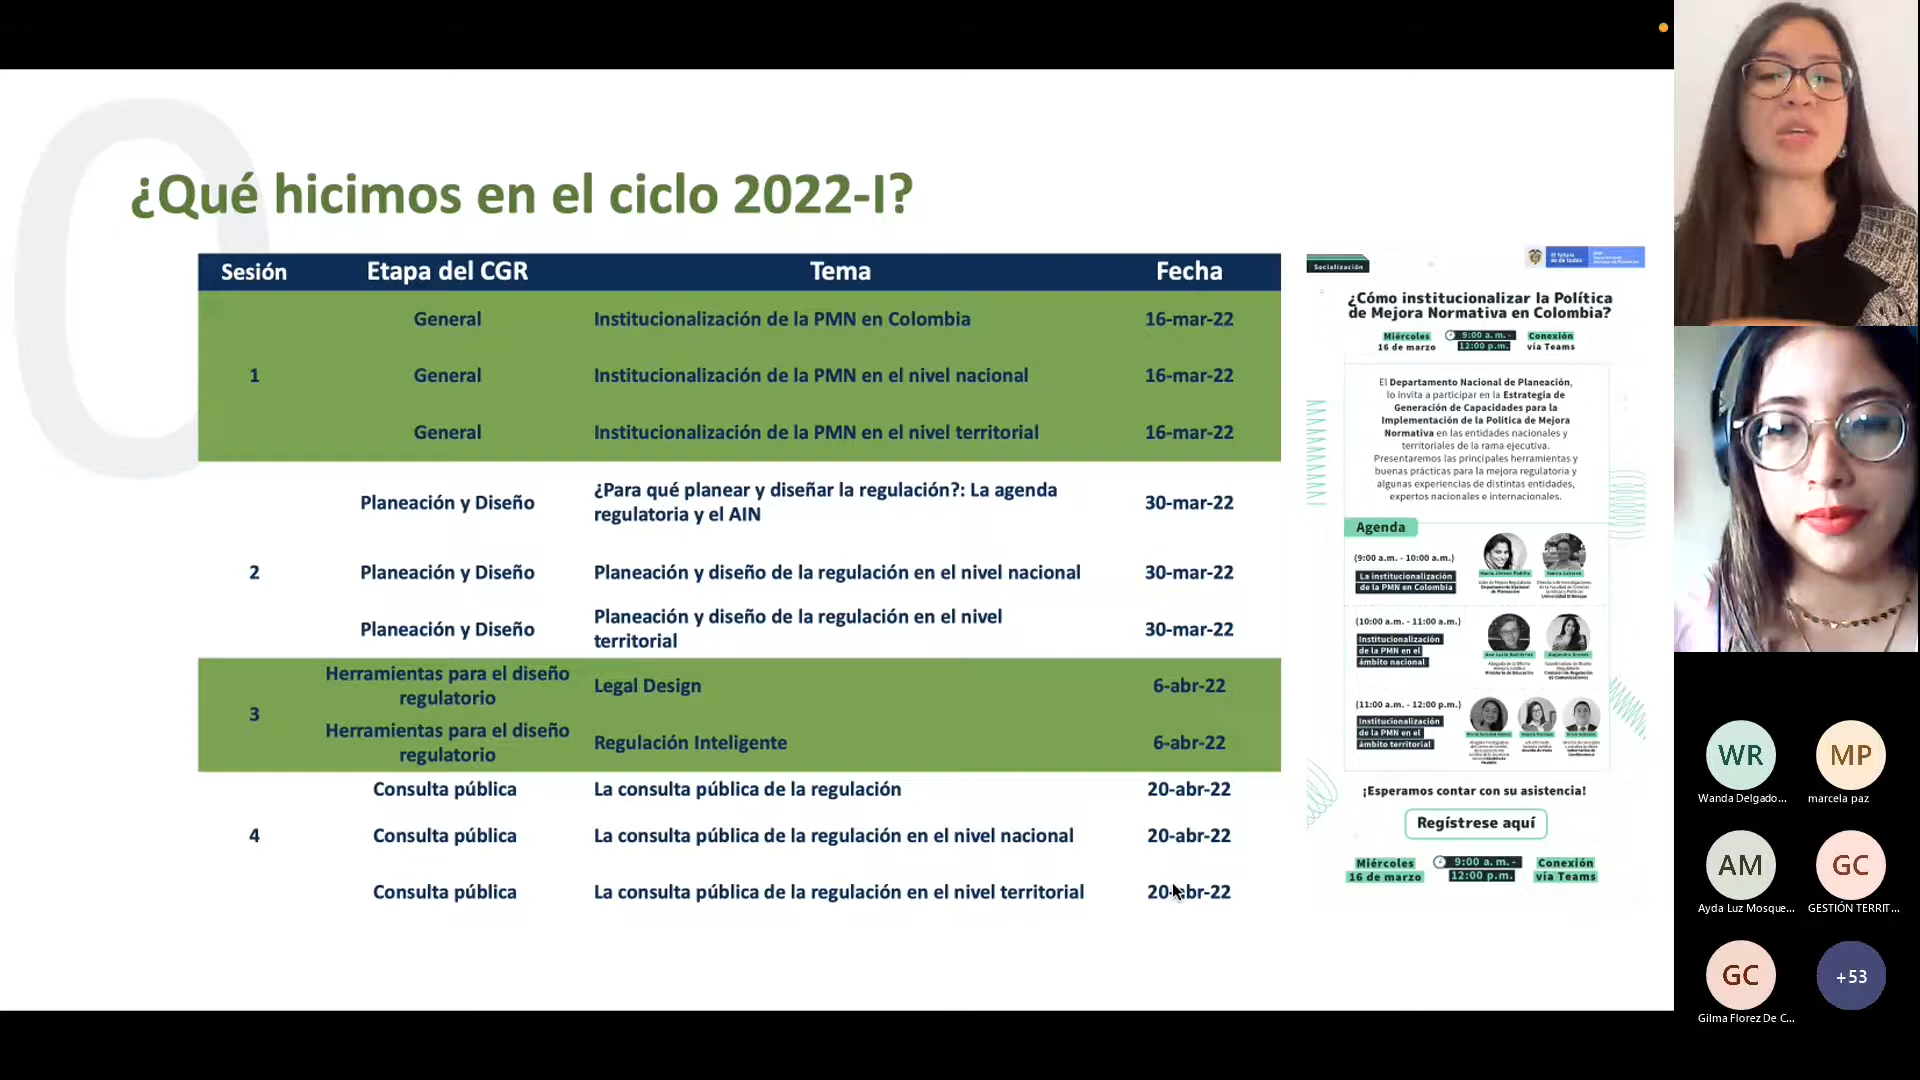 ¿Qué hicimos en el ciclo 2022-I?
Sesión Etapa del CGR Tema Fecha
General Institucionalización de la PMN en Colombia 16-mar-22
1 General Institucionalización de la PMN en el nivel nacional 16-mar-22
General Institucionalización de la PMN en el nivel territorial 16-mar-22
Planeación y Diseño ¿Para qué planear y diseñar la regulación?: La agenda
regulatoria y el AIN 30-mar-22
2 Planeación y Diseño Planeación y diseño de la regulación en el nivel nacional 30-mar-22
Planeación y Diseño Planeación y diseño de la regulación en el nivel
territorial 30-mar-22
3
Herramientas para el diseño
regulatorio Legal Design 6-abr-22
Herramientas para el diseño
regulatorio Regulación Inteligente 6-abr-22
Consulta pública La consulta pública de la regulación 20-abr-22
4 Consulta pública La consulta pública de la regulación en el nivel nacional 20-abr-22
Consulta pública La consulta pública de la regulación en el nivel territorial 20-abr-22
Socialización
El futuro
es de todos
¿Cómo institucionalizar la Política
de Mejora Normativa en Colombia?
Miércoles
16 de marzo
9:00 a. m. -
12:00 p.m.
Conexión
vía Teams
El Departamento Nacional de Planeación,
lo invita a participar en la Estrategia de
Generación de Capacidades para la
Implementación de la Política de Mejora
Normativa en las entidades nacionales y
territoriales de la rama ejecutiva.
Presentaremos las principales herramientas y
buenas prácticas para la mejora regulatoria y
algunas experiencias de distintas entidades,
expertos nacionales e internacionales.
Agenda
(9:00 a.m. - 10:00 a.m.)
La institucionalización
de la PMN en Colombia
(10:00 a.m. - 11:00 a.m.)
Institucionalización
de la PMN en el
ámbito nacional
(11:00 a.m. - 12:00 p.m.)
Institucionalización
de la PMN en el
ámbito territorial
¡Esperamos contar con su asistencia!
Regístrese aquí
Miércoles
16 de marzo
9:00 a. m. -
12:00 p.m.
Conexión
vía Teams
WR
Wanda Delgado...
MP
marcela paz
AM
Ayda Luz Mosque...
GC
GESTIÓN TERRIT...
GC
Gilma Florez De C...
+53